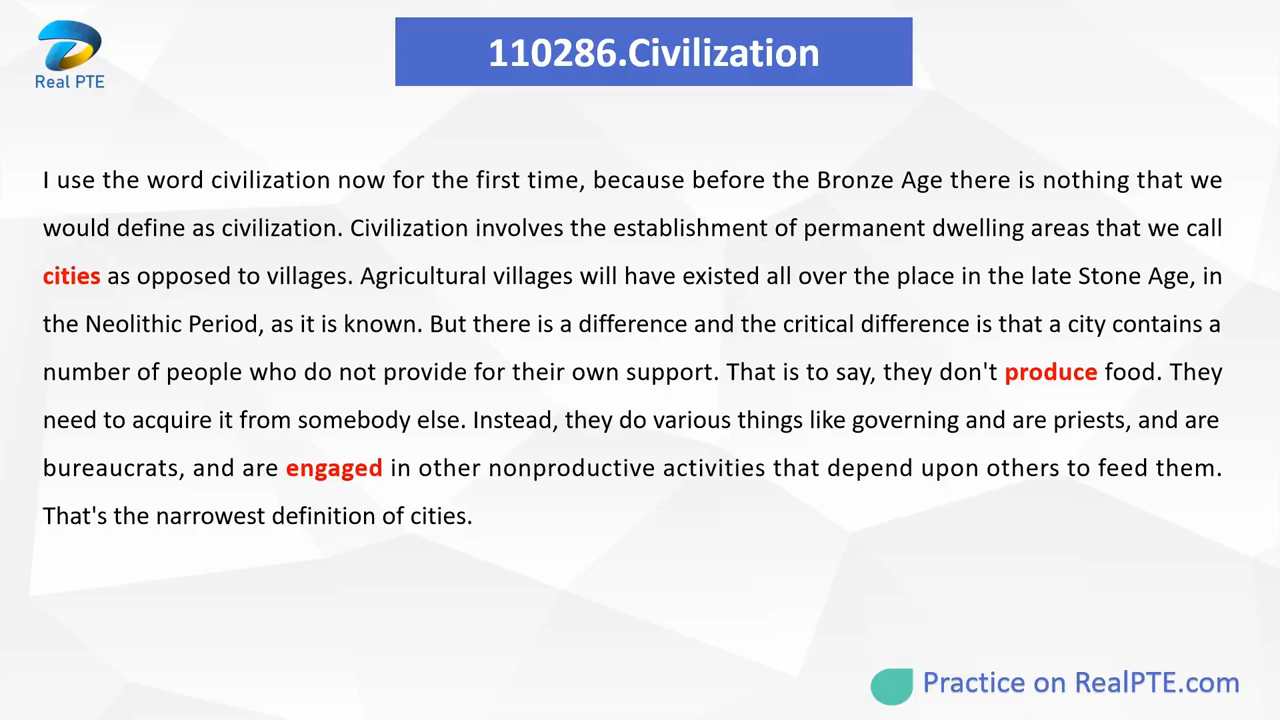 110286.Civilization
Real PTE
I use the word civilization now for the first time, because before the Bronze Age there is nothing that we
would define as civilization. Civilization involves the establishment of permanent dwelling areas that we call
cities as opposed to villages. Agricultural villages will have existed all over the place in the late Stone Age, in
the Neolithic Period, as it is known. But there is a difference and the critical difference is that a city contains a
number of people who do not provide for their own support. That is to say, they don't produce food. They
need to acquire it from somebody else. Instead, they do various things like governing and are priests, and are
bureaucrats, and are engaged in other nonproductive activities that depend upon others to feed them.
That's the narrowest definition of cities.
Practice on RealPTE.com